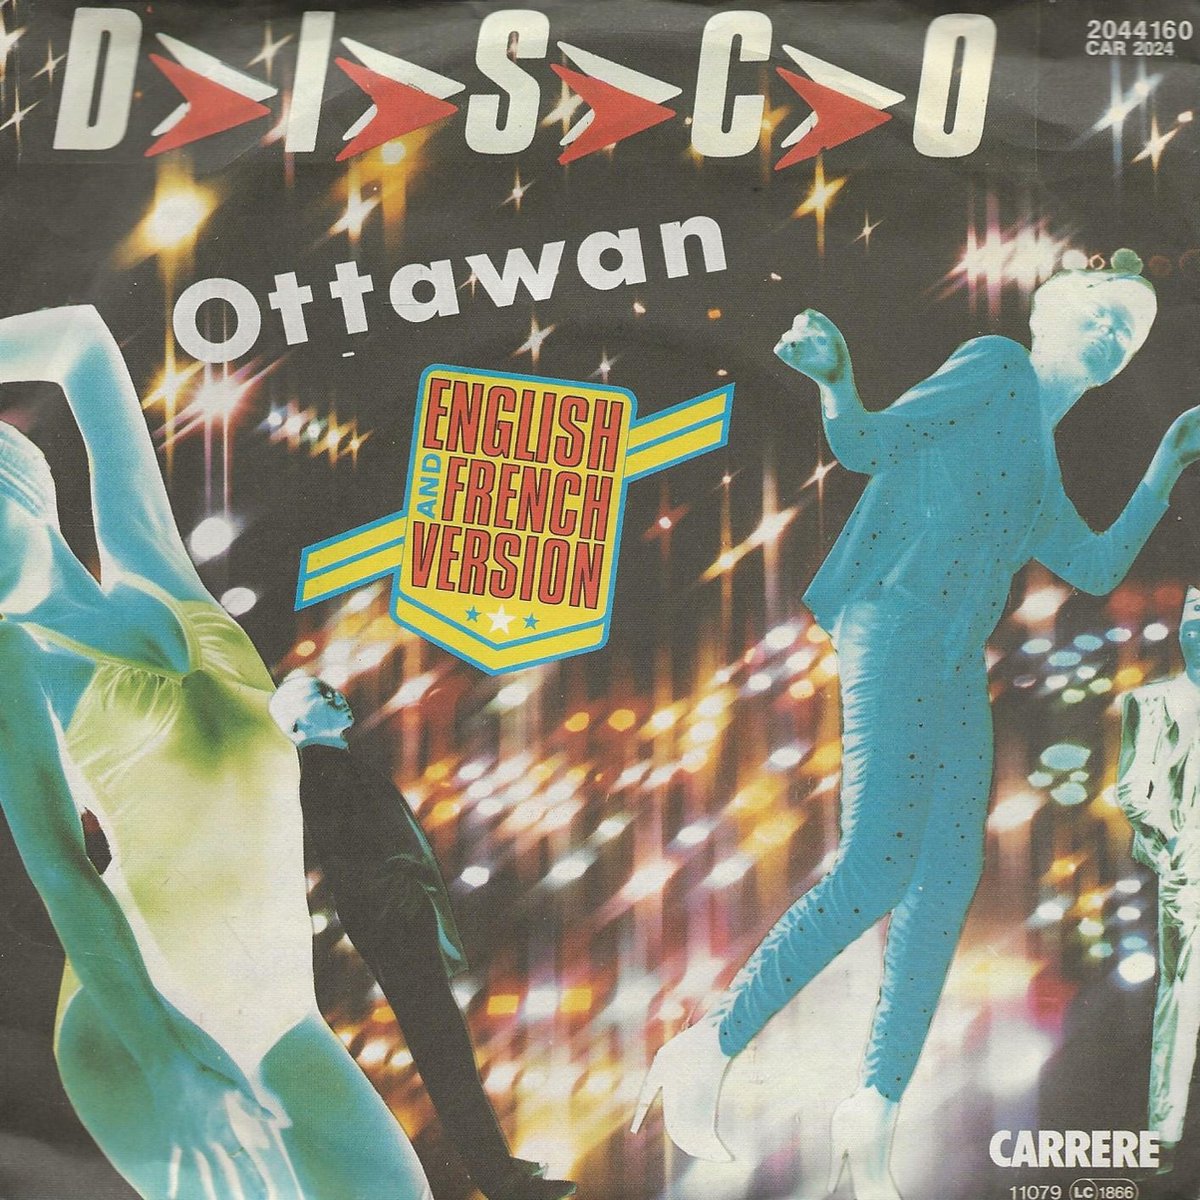 D I S C O
2044160
CAR 2024
Ottawan
ENGLISH
AND FRENCH
VERSION
CARRERE
11079 LC 1866